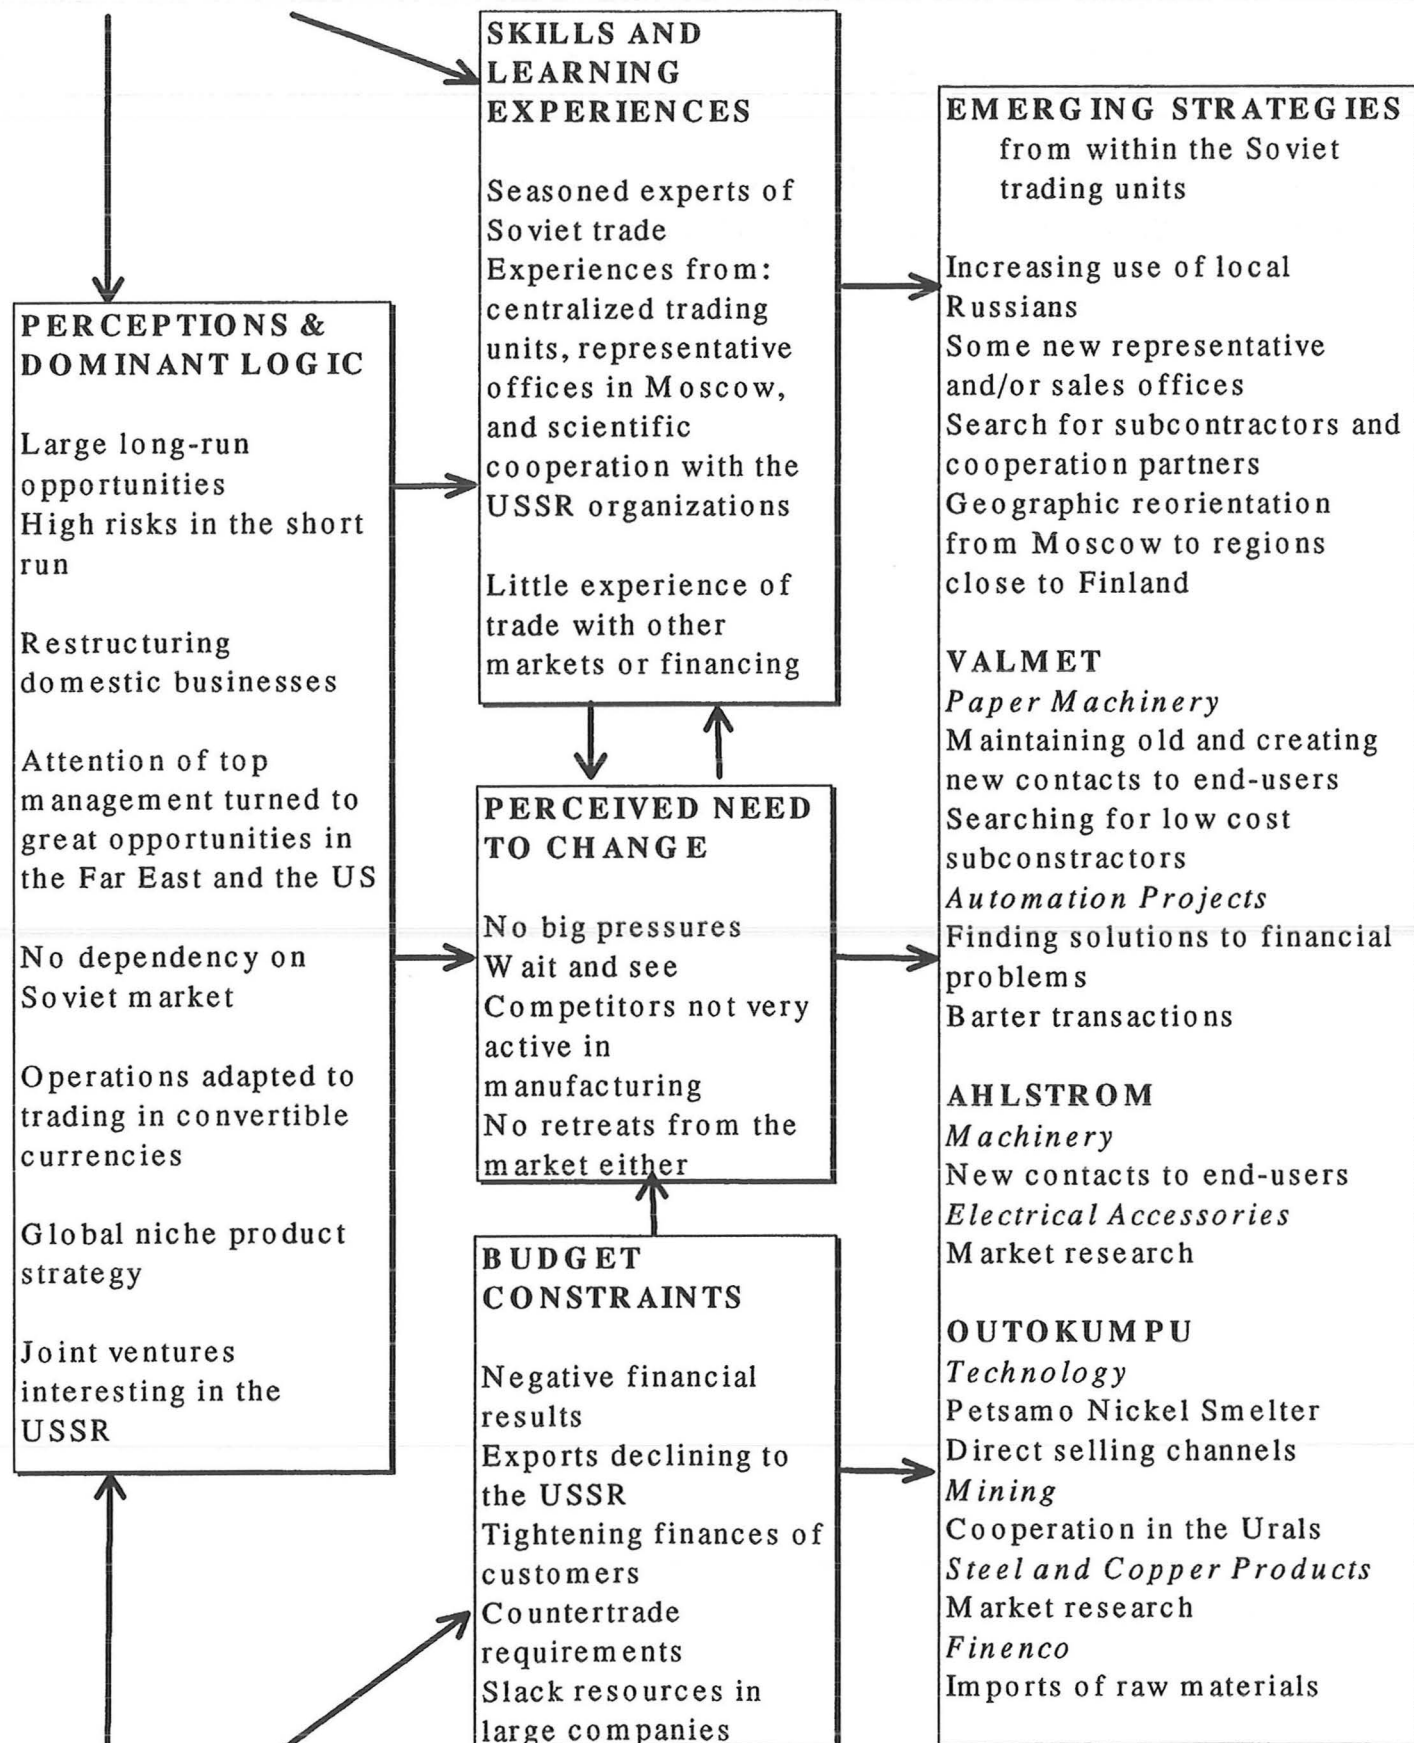 SKILLS AND
LEARNING
EXPERIENCES
Seasoned experts of
Soviet trade
Experiences from:
centralized trading
units, representative
offices in Moscow,
and scientific
cooperation with the
USSR organizations
Little experience of
trade with other
markets or financing
PERCEPTIONS &
DOMINANT LOGIC
Large long-run
opportunities
High risks in the short
run
Restructuring
domestic businesses
Attention of top
management turned to
great opportunities in
the Far East and the US
No dependency on
Soviet market
Operations adapted to
trading in convertible
currencies
Global niche product
strategy
Joint ventures
interesting in the
USSR
PERCEIVED NEED
TO CHANGE
No big pressures
Wait and see
Competitors not very
active in
manufacturing
No retreats from the
market either
BUDGET
CONSTRAINTS
Negative financial
results
Exports declining to
the USSR
Tightening finances of
customers
Countertrade
requirements
Slack resources in
large companies
EMERGING STRATEGIES
from within the Soviet
trading units
Increasing use of local
Russians
Some new representative
and/or sales offices
Search for subcontractors and
cooperation partners
Geographic reorientation
from Moscow to regions
close to Finland
VALMET
Paper Machinery
Maintaining old and creating
new contacts to end-users
Searching for low cost
subconstractors
Automation Projects
Finding solutions to financial
problems
Barter transactions
AHLSTROM
Machinery
New contacts to end-users
Electrical Accessories
Market research
OUTOKUMPU
Technology
Petsamo Nickel Smelter
Direct selling channels
Mining
Cooperation in the Urals
Steel and Copper Products
Market research
Finenco
Imports of raw materials